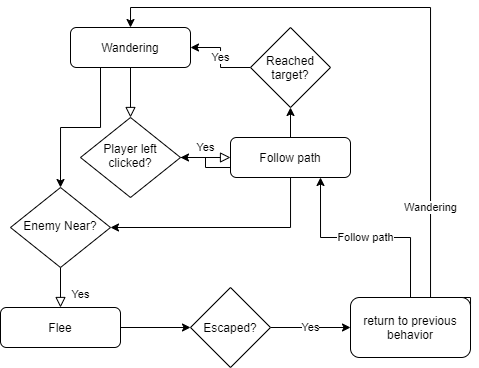 Wandering
Yes
Reached
target?
Player left
clicked?
Yes
Follow path
Wandering
Enemy Near?
Follow path
Yes
Flee
Escaped?
Yes
return to previous
behavior